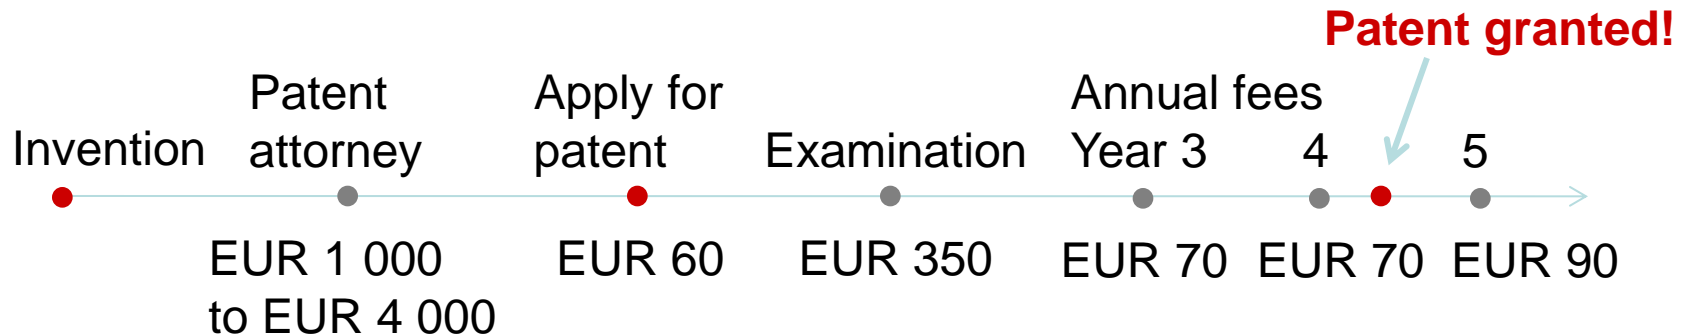 Patent granted!
Invention
Patent
attorney
Apply for
patent
Examination
Annual fees
Year 3
4
5
EUR 1 000
to EUR 4 000
EUR 60
EUR 350
EUR 70
EUR 70
EUR 90